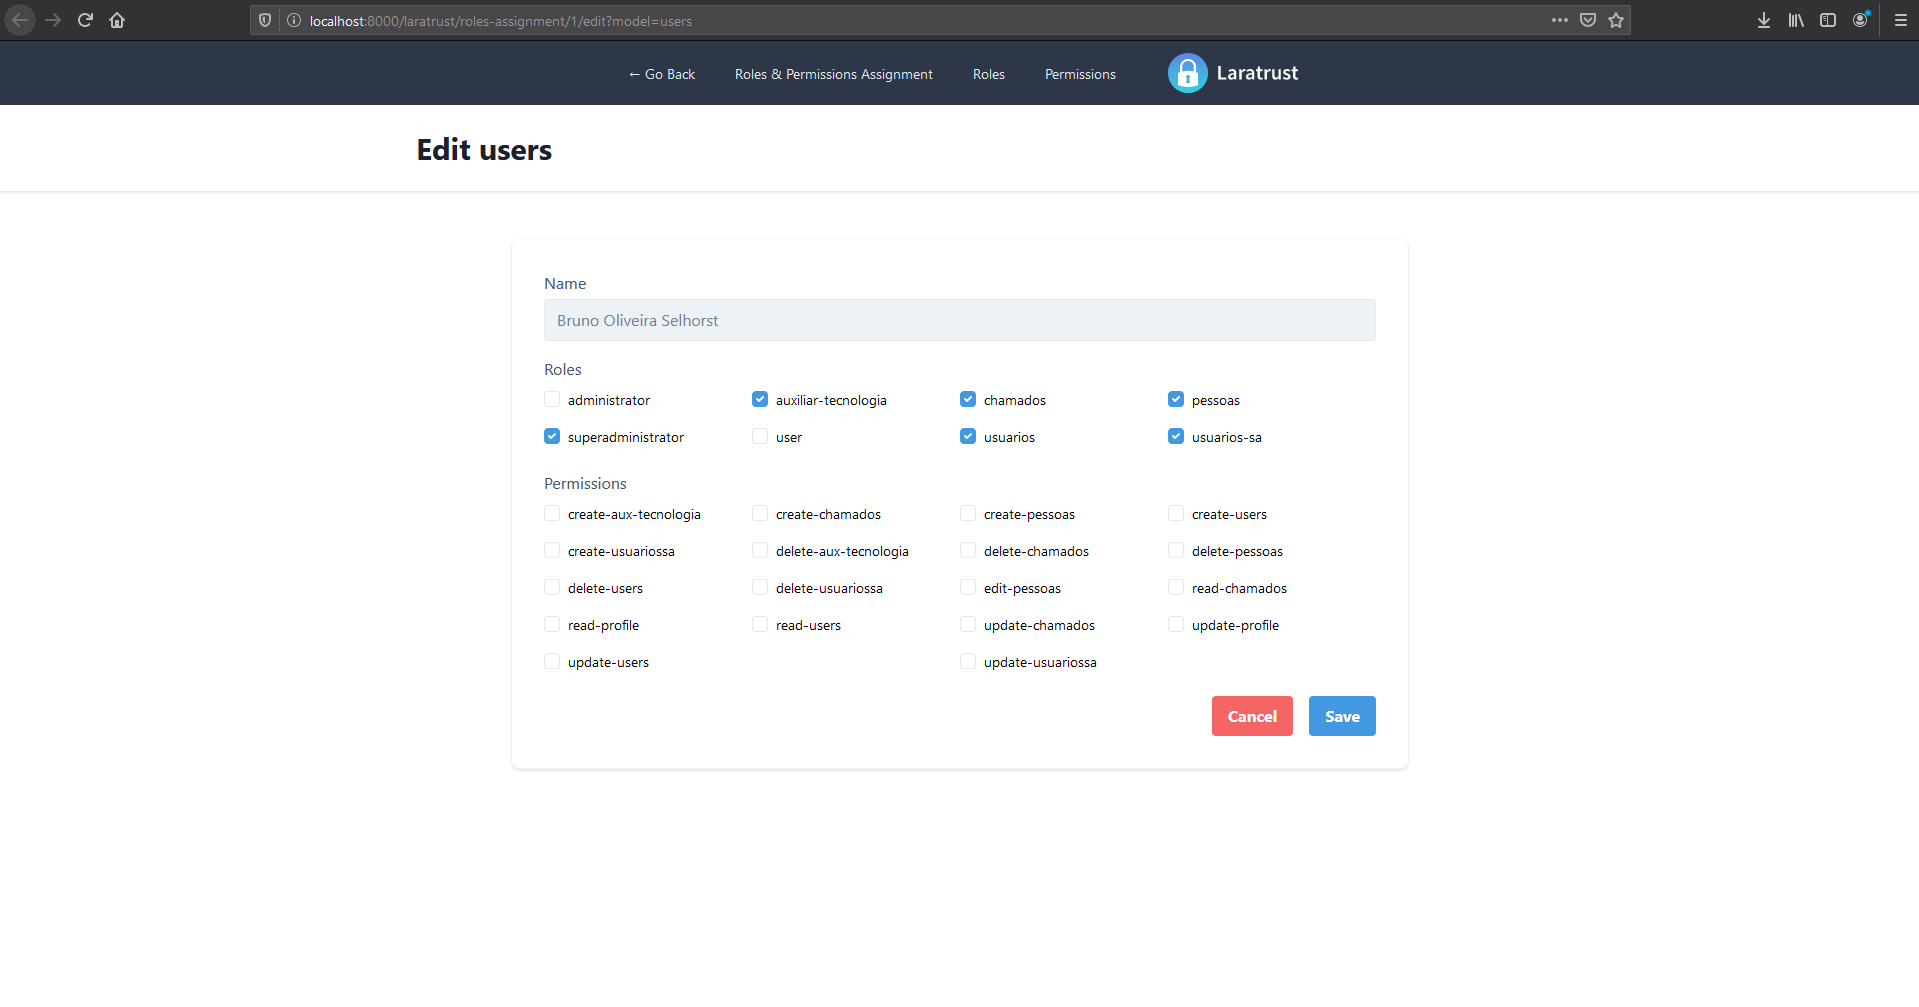 localhost:8000/laratrust/roles-assignment/1/edit?model=users
← Go Back Roles & Permissions Assignment Roles Permissions Laratrust
Edit users
Name
Bruno Oliveira Selhorst
Roles
administrator auxiliar-tecnologia chamados pessoas
superadministrator user usuarios usuarios-sa
Permissions
create-aux-tecnologia create-chamados create-pessoas create-users
create-usuariossa delete-aux-tecnologia delete-chamados delete-pessoas
delete-users delete-usuariossa edit-pessoas read-chamados
read-profile read-users update-chamados update-profile
update-users update-usuariossa
Cancel Save